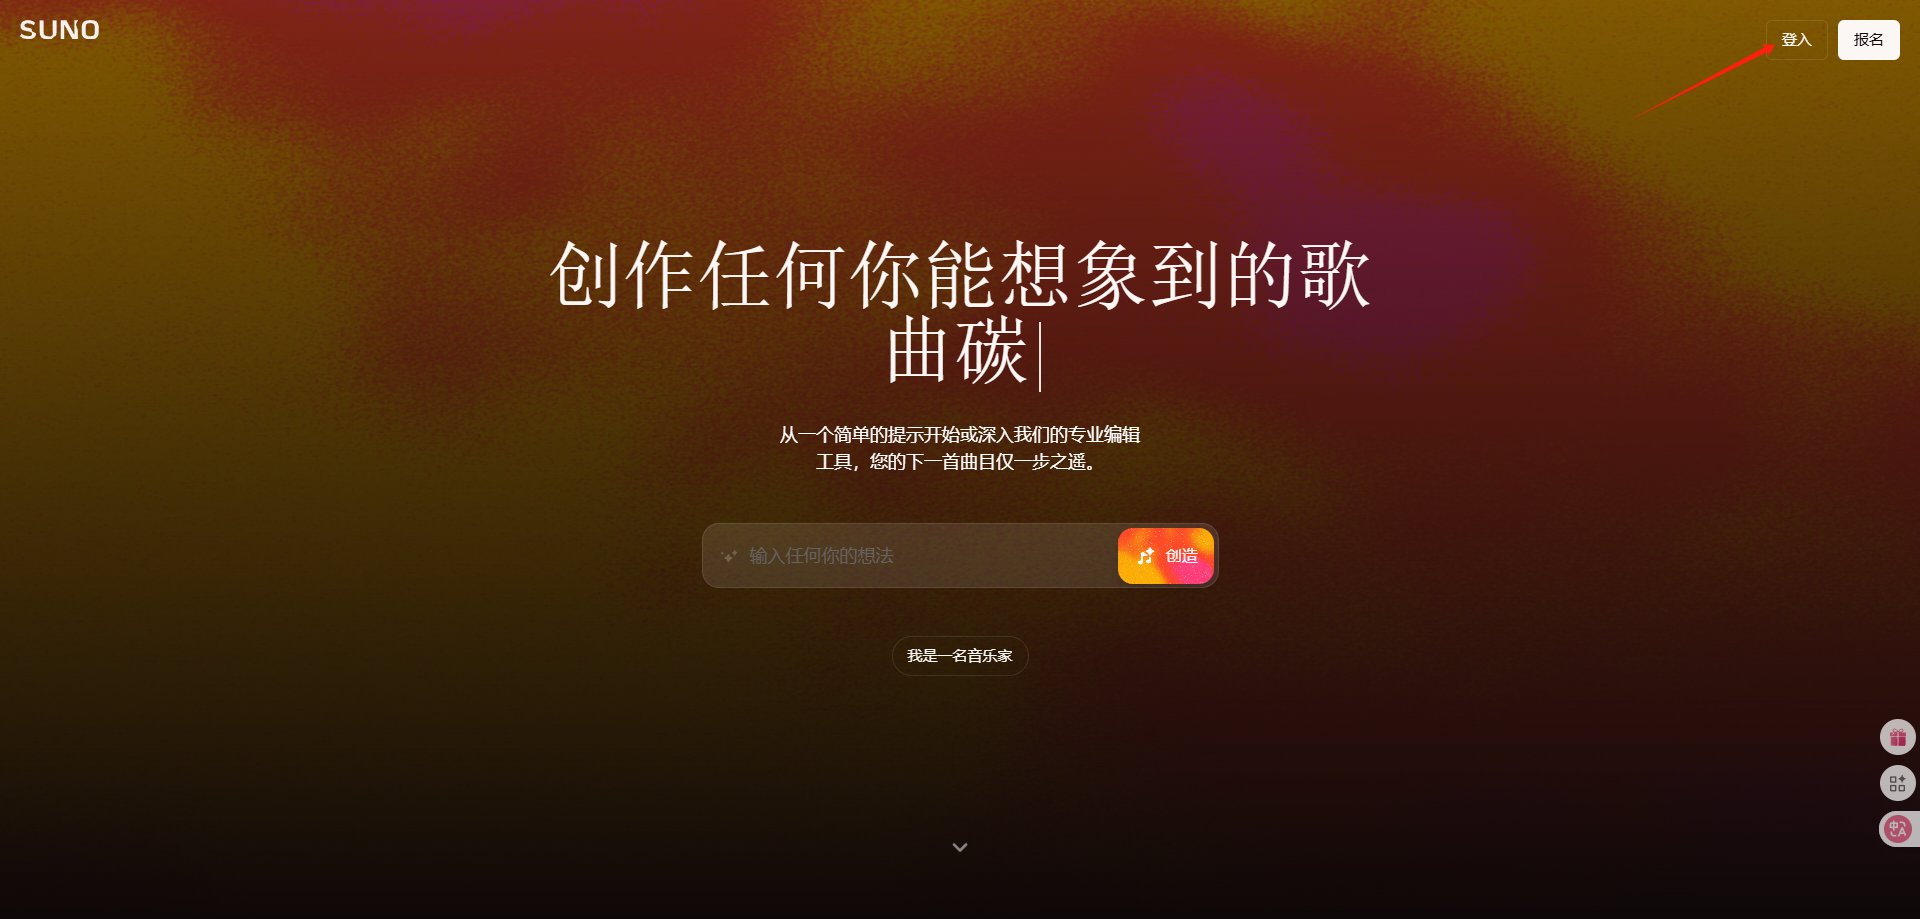 SUNO
登入
报名
创作任何你能想象到的歌
曲碳
从一个简单的提示开始或深入我们的专业编辑
工具，您的下一首曲目仅一步之遥。
输入任何你的想法
创造
我是一名音乐家
中A